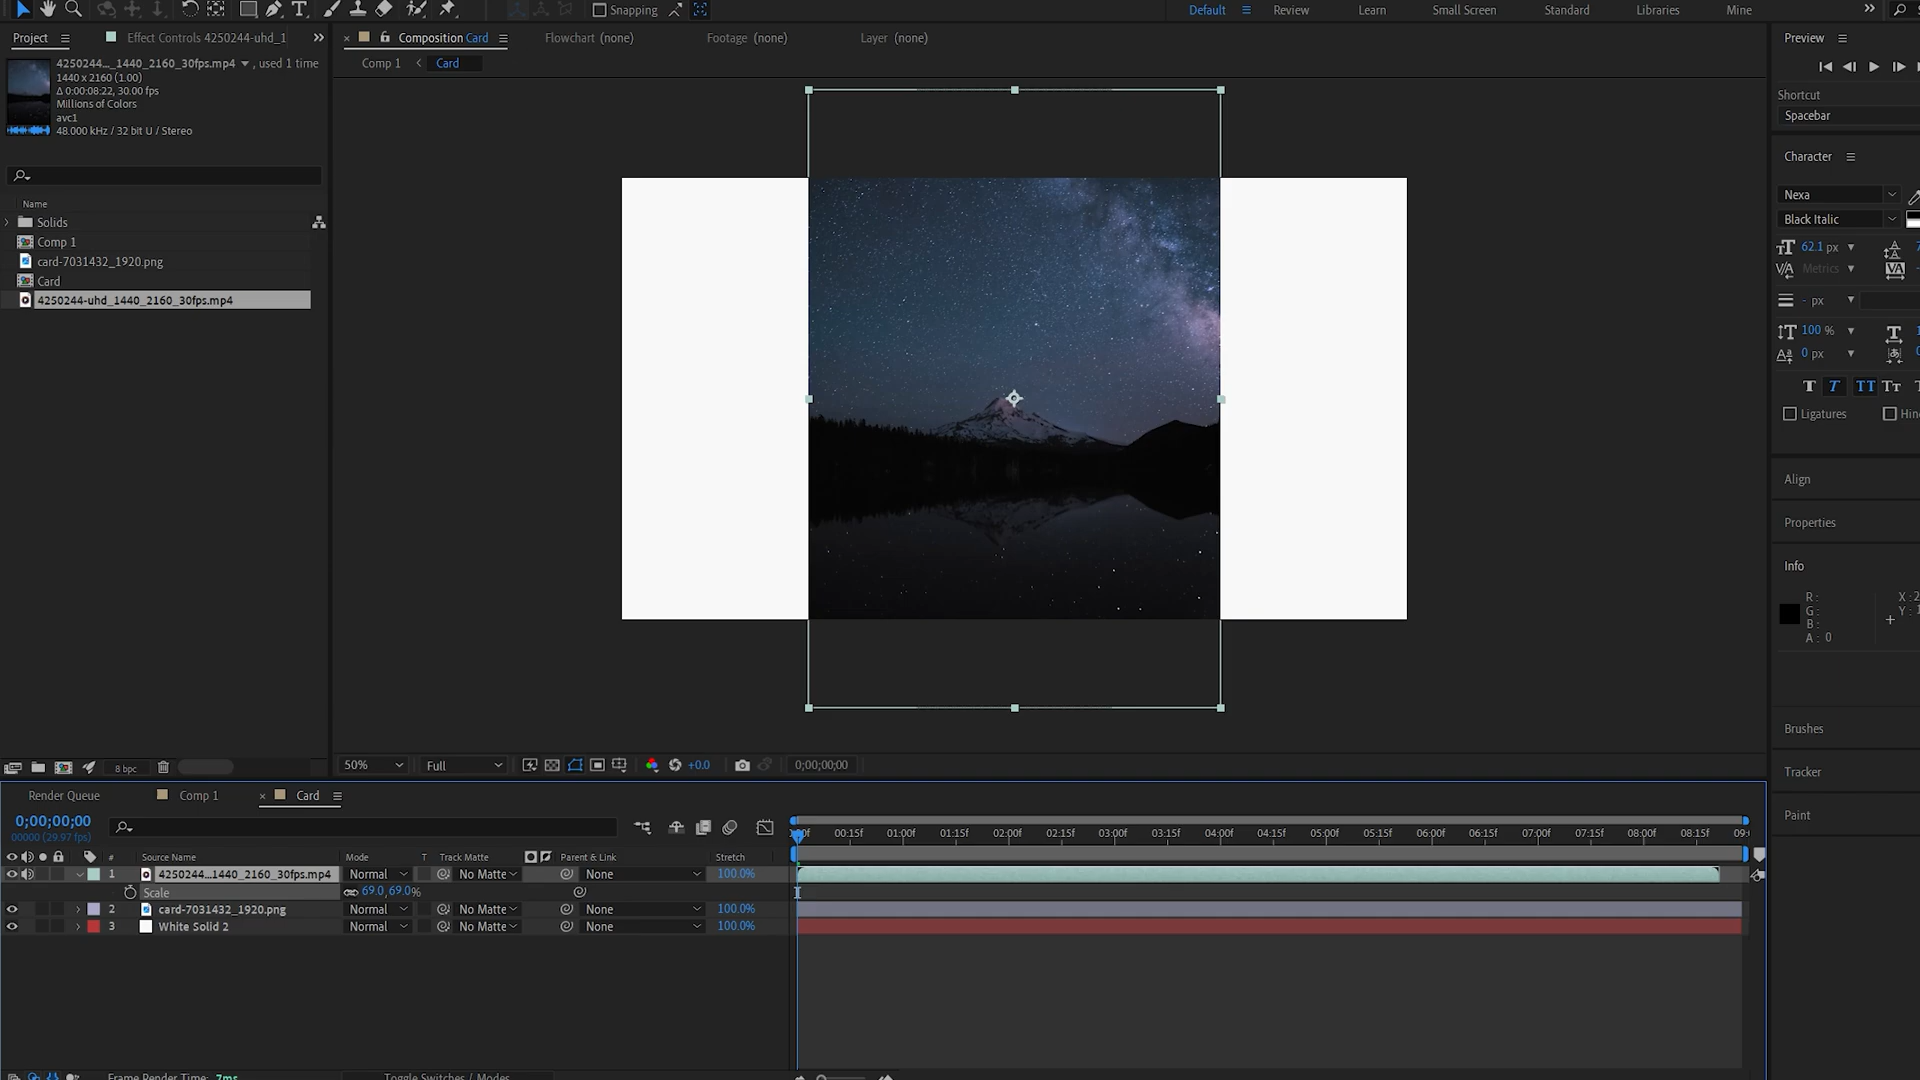 Snapping
Default
Review
Learn
Small Screen
Standard
Libraries
Mine
Project
Effect Controls 4250244-uhd_1
Composition Card
Flowchart (none)
Footage (none)
Layer (none)
Preview
4250244..._1440_2160_30fps.mp4 , used 1 time
1440 x 2160 (1.00)
Δ 0:00:08:22, 30.00 fps
Millions of Colors
avc1
48.000 kHz / 32 bit U / Stereo
Comp 1
Card
Shortcut
Spacebar
Character
Nexa
Black Italic
Name
Solids
Comp 1
card-7031432_1920.png
Card
4250244-uhd_1440_2160_30fps.mp4
62.1 px
Metrics
- px
100 %
0 px
Ligatures
Align
Properties
Info
R :
G :
B :
A : 0
Brushes
Tracker
Paint
8 bpc
50%
Full
+0.0
0;00;00;00
Render Queue
Comp 1
Card
0;00;00;00
00000 (29.97 fps)
00:15f
01:00f
01:15f
02:00f
02:15f
03:00f
03:15f
04:00f
04:15f
05:00f
05:15f
06:00f
06:15f
07:00f
07:15f
08:00f
08:15f
#
Source Name
Mode
T
Track Matte
Parent & Link
Stretch
1 4250244...1440_2160_30fps.mp4 Normal No Matte None 100.0%
Scale 69.0,69.0%
2 card-7031432_1920.png Normal No Matte None 100.0%
3 White Solid 2 Normal No Matte None 100.0%
Frame Render Time: 7ms
Toggle Switches / Modes